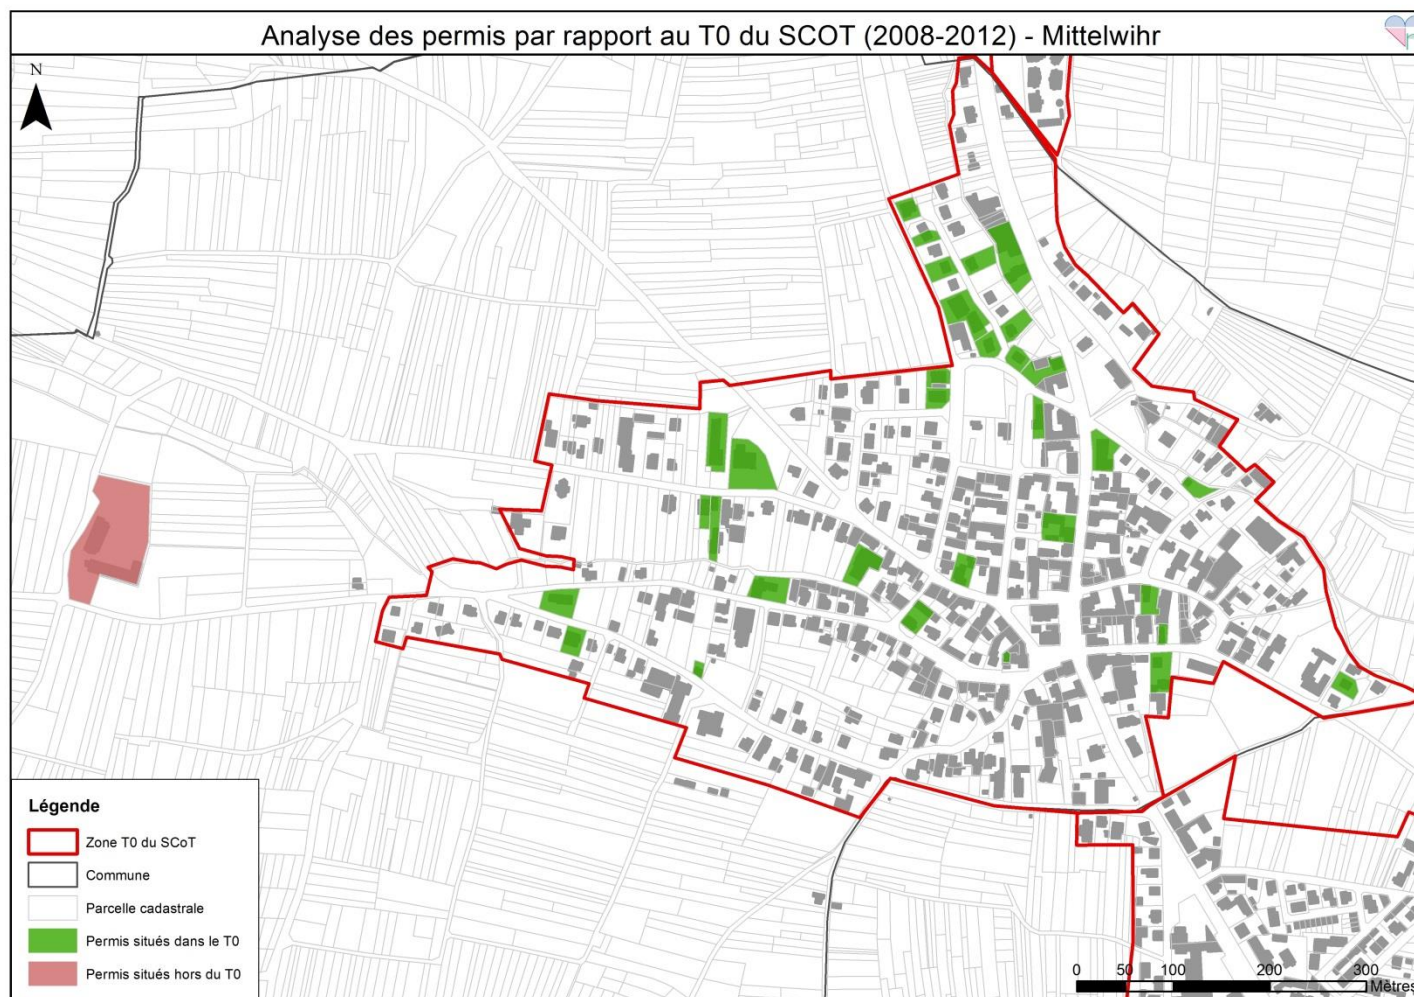 Analyse des permis par rapport au T0 du SCOT (2008-2012) - Mittelwihr
N
Légende
Zone T0 du SCoT
Commune
Parcelle cadastrale
Permis situés dans le T0
Permis situés hors du T0
0 50 100 200 300
Mètres